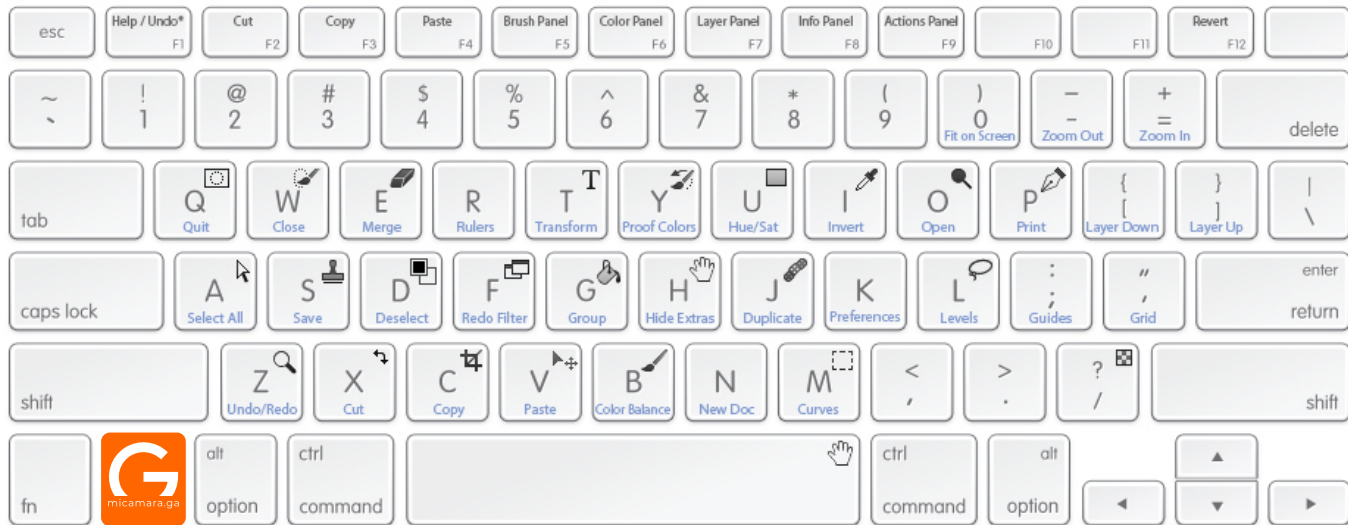 esc
Help / Undo* F1
Cut F2
Copy F3
Paste F4
Brush Panel F5
Color Panel F6
Layer Panel F7
Info Panel F8
Actions Panel F9
F10
F11
Revert F12
~ `
! 1
@ 2
# 3
$ 4
% 5
^ 6
& 7
* 8
( 9
) 0 Fit on Screen
– - Zoom Out
+ = Zoom In
delete
tab
Q Quit
W Close
E Merge
R Rulers
T T Transform
Y Proof Colors
U Hue/Sat
I Invert
O Open
P Print
{ [ Layer Down
} ] Layer Up
| \
caps lock
A Select All
S Save
D Deselect
F Redo Filter
G Group
H Hide Extras
J Duplicate
K Preferences
L Levels
: ; Guides
" ' Grid
enter return
shift
Z Undo/Redo
X Cut
C Copy
V Paste
B Color Balance
N New Doc
M Curves
< ,
> .
? /
shift
fn
G micamara.ga
alt option
ctrl command
ctrl command
alt option